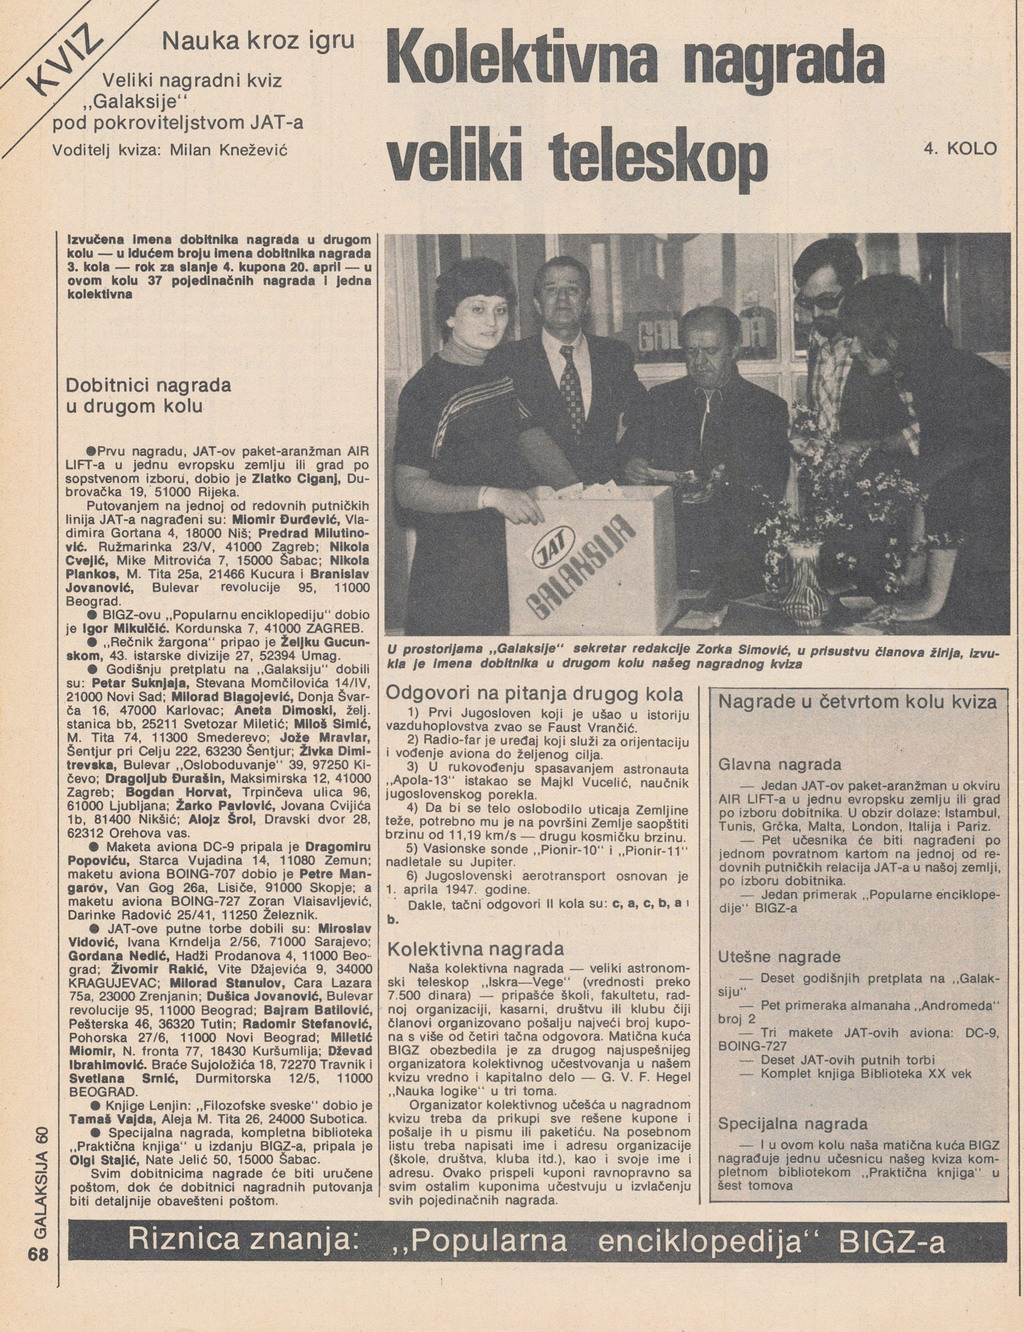 KVIZ
Nauka kroz igru
Veliki nagradni kviz
„Galaksije"
pod pokroviteljstvom JAT-a
Voditelj kviza: Milan Knežević
Kolektivna nagrada
veliki teleskop
4. KOLO
Izvučena imena dobitnika nagrada u drugom
kolu — u idućem broju imena dobitnika nagrada
3. kola — rok za slanje 4. kupona 20. april — u
ovom kolu 37 pojedinačnih nagrada i jedna
kolektivna
Dobitnici nagrada
u drugom kolu
●Prvu nagradu, JAT-ov paket-aranžman AIR
LIFT-a u jednu evropsku zemlju ili grad po
sopstvenom izboru, dobio je Zlatko Ciganj, Du-
brovačka 19, 51000 Rijeka.
Putovanjem na jednoj od redovnih putničkih
linija JAT-a nagrađeni su: Miomir Đurđević, Vla-
dimira Gortana 4, 18000 Niš; Predrad Milutino-
vić. Ružmarinka 23/V, 41000 Zagreb; Nikola
Cvejić, Mike Mitrovića 7, 15000 Šabac; Nikola
Plankos, M. Tita 25a, 21466 Kucura i Branislav
Jovanović, Bulevar revolucije 95, 11000
Beograd.
● BIGZ-ovu „Popularnu enciklopediju" dobio
je Igor Mikulčić. Kordunska 7, 41000 ZAGREB.
● „Rečnik žargona" pripao je Željku Gucun-
skom, 43. istarske divizije 27, 52394 Umag.
● Godišnju pretplatu na „Galaksiju" dobili
su: Petar Suknjaja, Stevana Momčilovića 14/IV,
21000 Novi Sad; Milorad Blagojević, Donja Švar-
ča 16, 47000 Karlovac; Aneta Dimoski, želj.
stanica bb, 25211 Svetozar Miletić; Miloš Simić,
M. Tita 74, 11300 Smederevo; Jože Mravlar,
Šentjur pri Celju 222, 63230 Šentjur; Živka Dimi-
trevska, Bulevar „Osloboduvanje" 39, 97250 Ki-
čevo; Dragoljub Đurašin, Maksimirska 12, 41000
Zagreb; Bogdan Horvat, Trpinčeva ulica 96,
61000 Ljubljana; Žarko Pavlović, Jovana Cvijića
1b, 81400 Nikšić; Alojz Šrol, Dravski dvor 28,
62312 Orehova vas.
● Maketa aviona DC-9 pripala je Dragomiru
Popoviću, Starca Vujadina 14, 11080 Zemun;
maketu aviona BOING-707 dobio je Petre Man-
garov, Van Gog 26a, Lisiče, 91000 Skopje; a
maketu aviona BOING-727 Zoran Vlaisavljević,
Darinke Radović 25/41, 11250 Železnik.
● JAT-ove putne torbe dobili su: Miroslav
Vidović, Ivana Krndelja 2/56, 71000 Sarajevo;
Gordana Nedić, Hadži Prodanova 4, 11000 Beo-
grad; Živomir Rakić, Vite Džajevića 9, 34000
KRAGUJEVAC; Milorad Stanulov, Cara Lazara
75a, 23000 Zrenjanin; Dušica Jovanović, Bulevar
revolucije 95, 11000 Beograd; Bajram Batilović,
Pešterska 46, 36320 Tutin; Radomir Stefanović,
Pohorska 27/6, 11000 Novi Beograd; Miletić
Miomir, N. fronta 77, 18430 Kuršumlija; Dževad
Ibrahimović. Braće Sujoložića 18, 72270 Travnik i
Svetlana Srnić, Durmitorska 12/5, 11000
BEOGRAD.
● Knjige Lenjin: „Filozofske sveske" dobio je
Tamaš Vajda, Aleja M. Tita 26, 24000 Subotica.
● Specijalna nagrada, kompletna biblioteka
„Praktična knjiga" u izdanju BIGZ-a, pripala je
Olgi Stajić, Nate Jelić 50, 15000 Šabac.
Svim dobitnicima nagrade će biti uručene
poštom, dok će dobitnici nagradnih putovanja
biti detaljnije obavešteni poštom.
GALAKSIJA
JAT
GALAKSIJA
U prostorijama „Galaksije" sekretar redakcije Zorka Simović, u prisustvu članova žirija, izvu-
kla je imena dobitnika u drugom kolu našeg nagradnog kviza
Odgovori na pitanja drugog kola
1) Prvi Jugosloven koji je ušao u istoriju
vazduhoplovstva zvao se Faust Vrančić.
2) Radio-far je uređaj koji služi za orijentaciju
i vođenje aviona do željenog cilja.
3) U rukovođenju spasavanjem astronauta
„Apola-13" istakao se Majkl Vucelić, naučnik
jugoslovenskog porekla.
4) Da bi se telo oslobodilo uticaja Zemljine
teže, potrebno mu je na površini Zemlje saopštiti
brzinu od 11,19 km/s — drugu kosmičku brzinu.
5) Vasionske sonde „Pionir-10" i „Pionir-11"
nadletale su Jupiter.
6) Jugoslovenski aerotransport osnovan je
1. aprila 1947. godine.
Dakle, tačni odgovori II kola su: c, a, c, b, a i
b.
Kolektivna nagrada
Naša kolektivna nagrada — veliki astronom-
ski teleskop „Iskra—Vege" (vrednosti preko
7.500 dinara) — pripašće školi, fakultetu, rad-
noj organizaciji, kasarni, društvu ili klubu čiji
članovi organizovano pošalju najveći broj kupo-
na s više od četiri tačna odgovora. Matična kuća
BIGZ obezbedila je za drugog najuspešnijeg
organizatora kolektivnog učestvovanja u našem
kvizu vredno i kapitalno delo — G. V. F. Hegel
„Nauka logike" u tri toma.
Organizator kolektivnog učešća u nagradnom
kvizu treba da prikupi sve rešene kupone i
pošalje ih u pismu ili paketiću. Na posebnom
listu treba napisati ime i adresu organizacije
(škole, društva, kluba itd.), kao i svoje ime i
adresu. Ovako prispeli kuponi ravnopravno sa
svim ostalim kuponima učestvuju u izvlačenju
svih pojedinačnih nagrada.
Nagrade u četvrtom kolu kviza
Glavna nagrada
— Jedan JAT-ov paket-aranžman u okviru
AIR LIFT-a u jednu evropsku zemlju ili grad
po izboru dobitnika. U obzir dolaze: Istambul,
Tunis, Grčka, Malta, London, Italija i Pariz.
— Pet učesnika će biti nagrađeni po
jednom povratnom kartom na jednoj od re-
dovnih putničkih relacija JAT-a u našoj zemlji,
po izboru dobitnika.
— Jedan primerak „Popularne enciklope-
dije" BIGZ-a
Utešne nagrade
— Deset godišnjih pretplata na „Galak-
siju"
— Pet primeraka almanaha „Andromeda"
broj 2
— Tri makete JAT-ovih aviona: DC-9,
BOING-727
— Deset JAT-ovih putnih torbi
— Komplet knjiga Biblioteka XX vek
Specijalna nagrada
— I u ovom kolu naša matična kuća BIGZ
nagrađuje jednu učesnicu našeg kviza kom-
pletnom bibliotekom „Praktična knjiga" u
šest tomova
GALAKSIJA 60
68
Riznica znanja: „Popularna enciklopedija" BIGZ-a